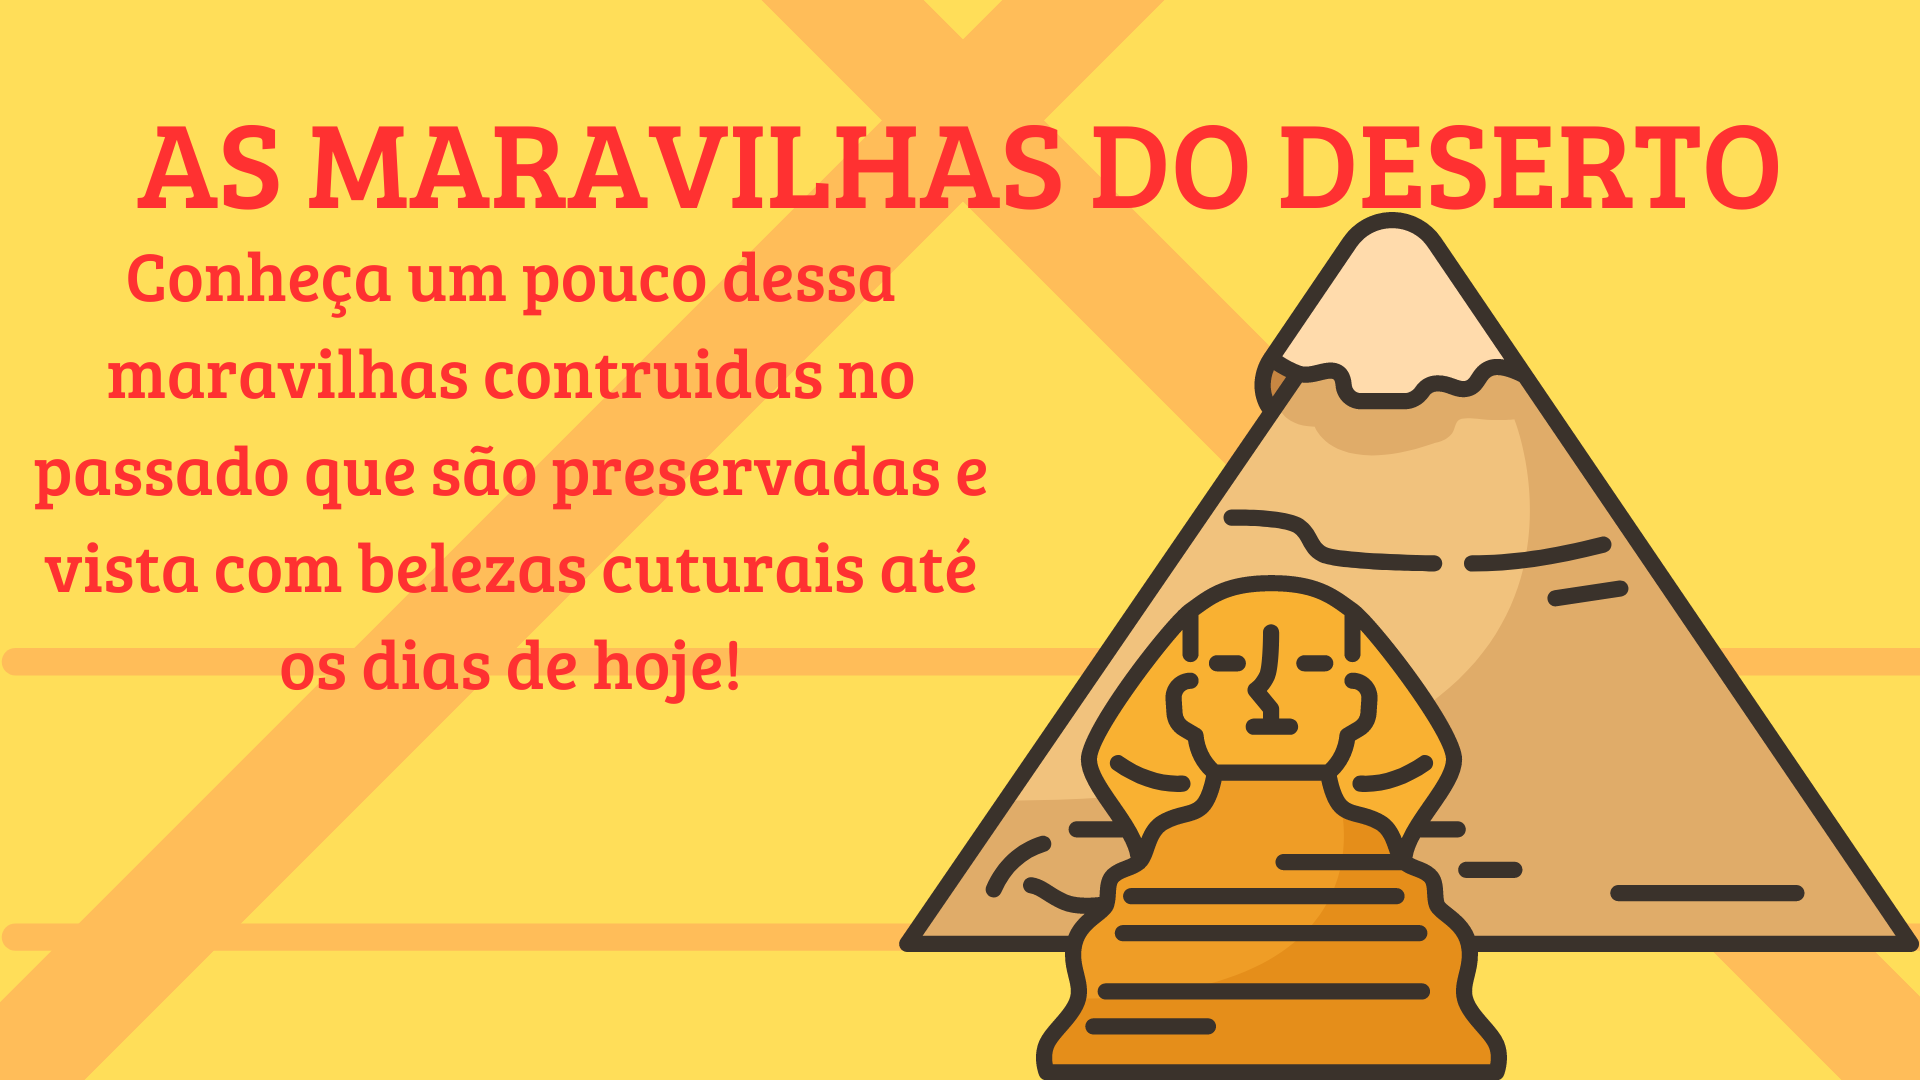 AS MARAVILHAS DO DESERTO
Conheça um pouco dessa
maravilhas contruidas no
passado que são preservadas e
vista com belezas cuturais até
os dias de hoje!